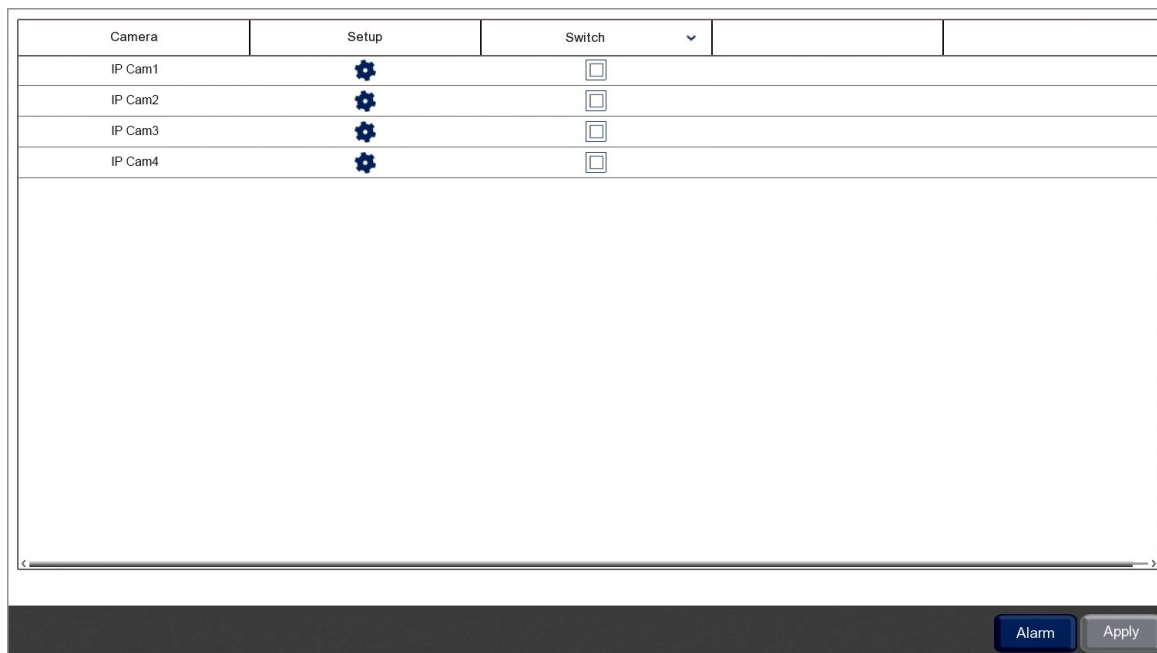 Camera Setup Switch
IP Cam1
IP Cam2
IP Cam3
IP Cam4
Alarm Apply